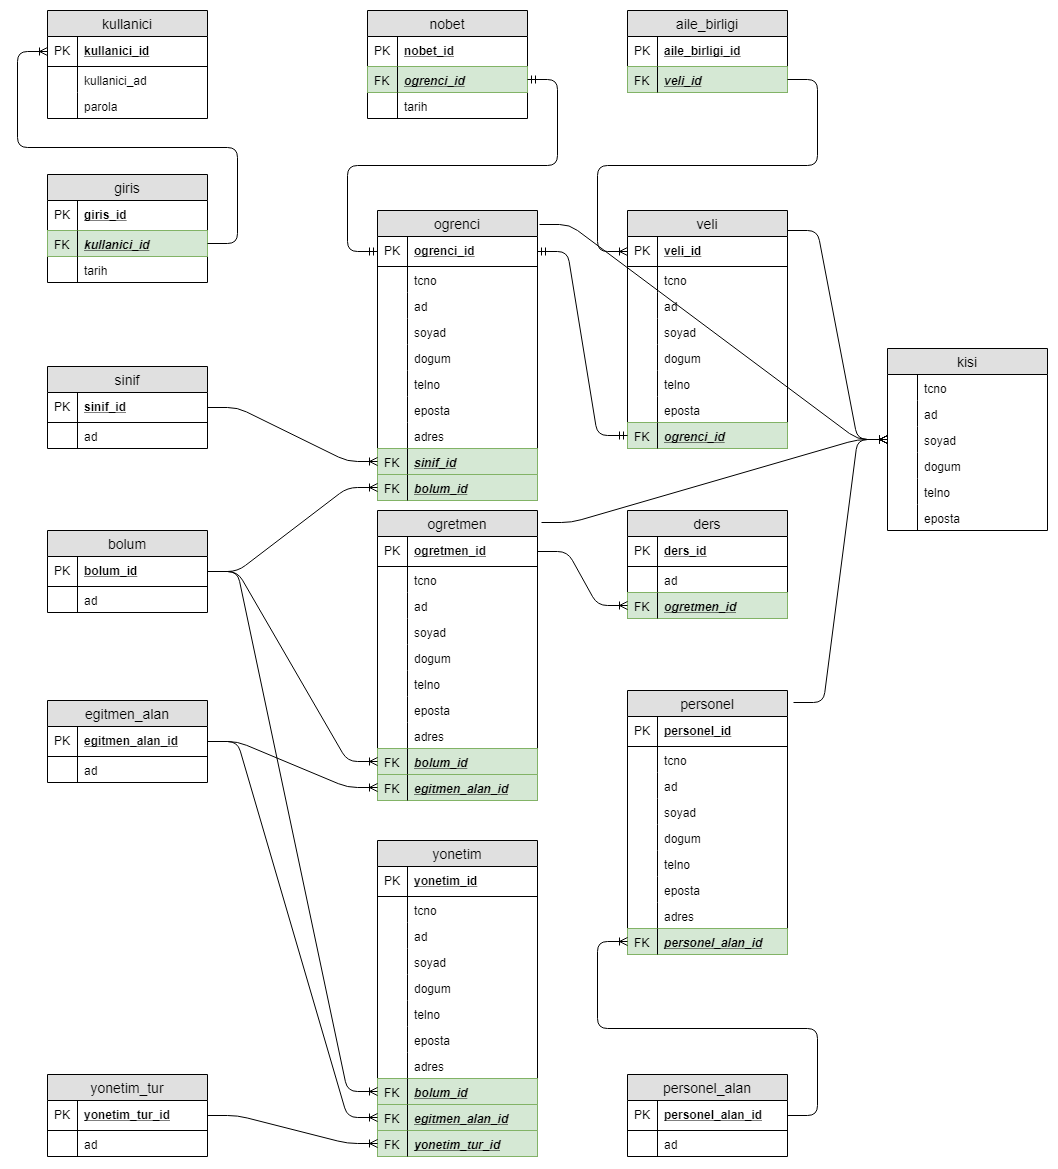 kullanici
PK kullanici_id
kullanici_ad
parola
nobet
PK nobet_id
FK ogrenci_id
tarih
aile_birligi
PK aile_birligi_id
FK veli_id
giris
PK giris_id
FK kullanici_id
tarih
ogrenci
PK ogrenci_id
tcno
ad
soyad
dogum
telno
eposta
adres
FK sinif_id
FK bolum_id
veli
PK veli_id
tcno
ad
soyad
dogum
telno
eposta
FK ogrenci_id
kisi
tcno
ad
soyad
dogum
telno
eposta
sinif
PK sinif_id
ad
bolum
PK bolum_id
ad
ogretmen
PK ogretmen_id
tcno
ad
soyad
dogum
telno
eposta
adres
FK bolum_id
FK egitmen_alan_id
ders
PK ders_id
ad
FK ogretmen_id
egitmen_alan
PK egitmen_alan_id
ad
personel
PK personel_id
tcno
ad
soyad
dogum
telno
eposta
adres
FK personel_alan_id
yonetim
PK yonetim_id
tcno
ad
soyad
dogum
telno
eposta
adres
FK bolum_id
FK egitmen_alan_id
FK yonetim_tur_id
yonetim_tur
PK yonetim_tur_id
ad
personel_alan
PK personel_alan_id
ad